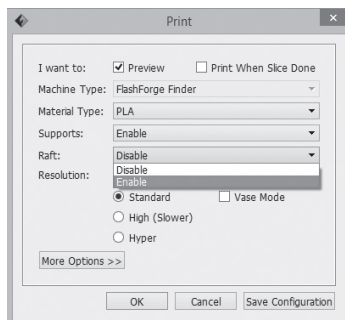 Print
I want to: Preview Print When Slice Done
Machine Type: FlashForge Finder
Material Type: PLA
Supports: Enable
Raft: Disable
Disable
Enable
Resolution:
Standard Vase Mode
High (Slower)
Hyper
More Options >>
OK Cancel Save Configuration